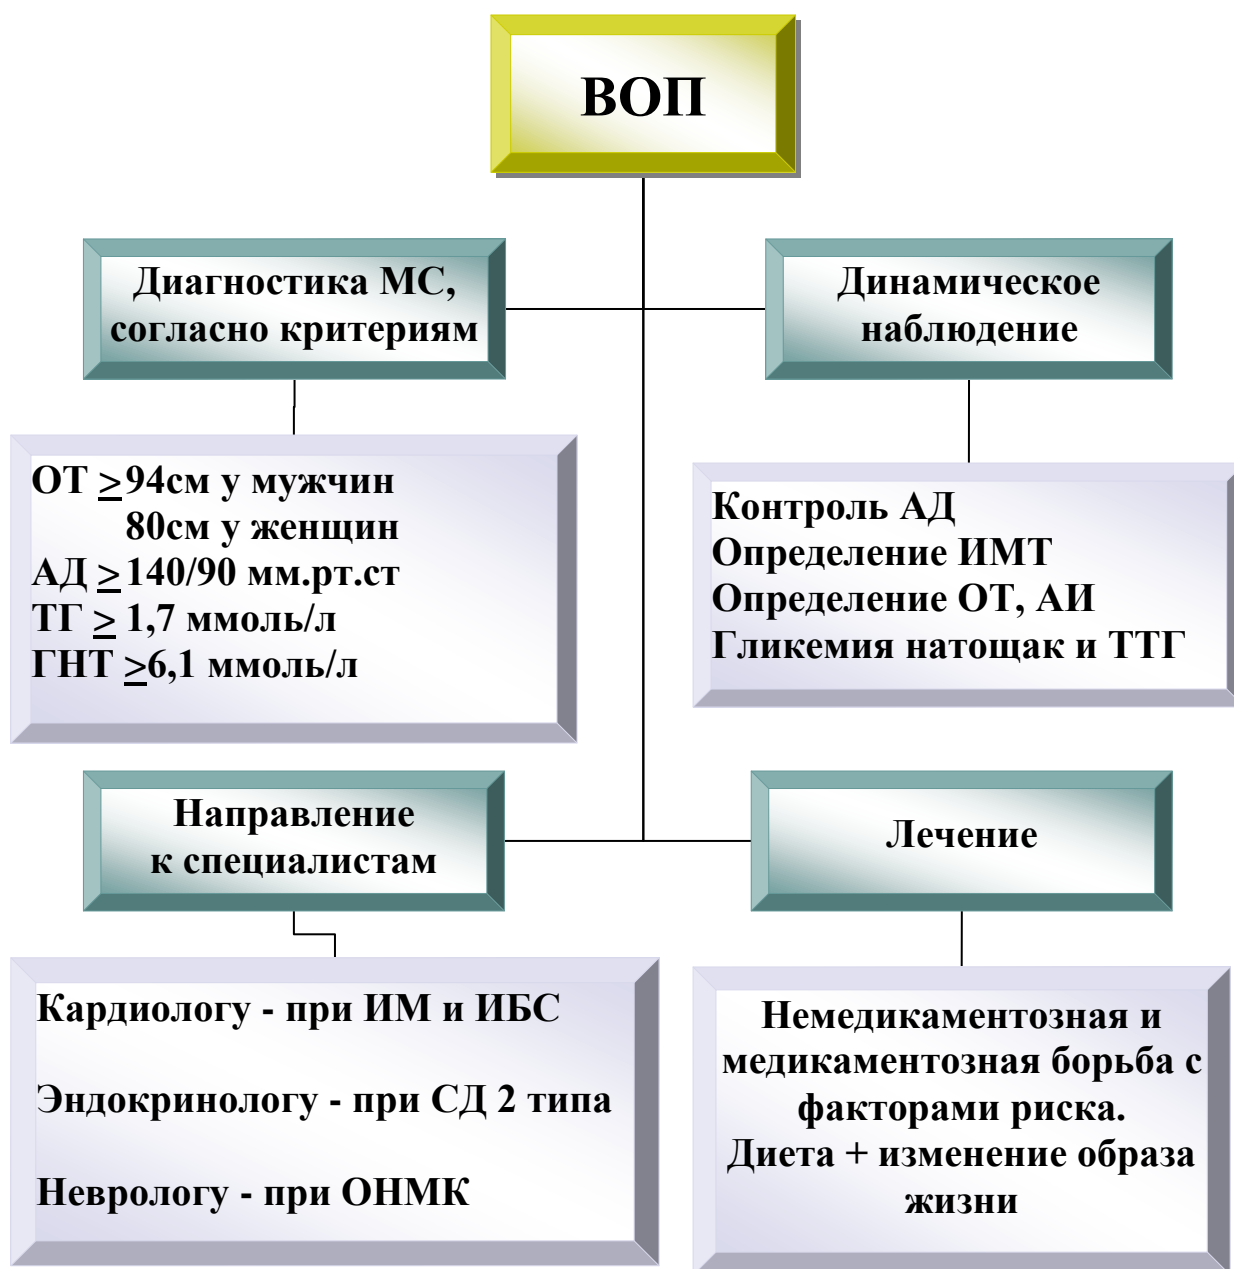 ВОП
Диагностика МС,
согласно критериям
Динамическое
наблюдение
ОТ ≥94см у мужчин
80см у женщин
АД ≥140/90 мм.рт.ст
ТГ ≥ 1,7 ммоль/л
ГНТ ≥6,1 ммоль/л
Контроль АД
Определение ИМТ
Определение ОТ, АИ
Гликемия натощак и ТТГ
Направление
к специалистам
Лечение
Кардиологу - при ИМ и ИБС
Эндокринологу - при СД 2 типа
Неврологу - при ОНМК
Немедикаментозная и
медикаментозная борьба с
факторами риска.
Диета + изменение образа
жизни